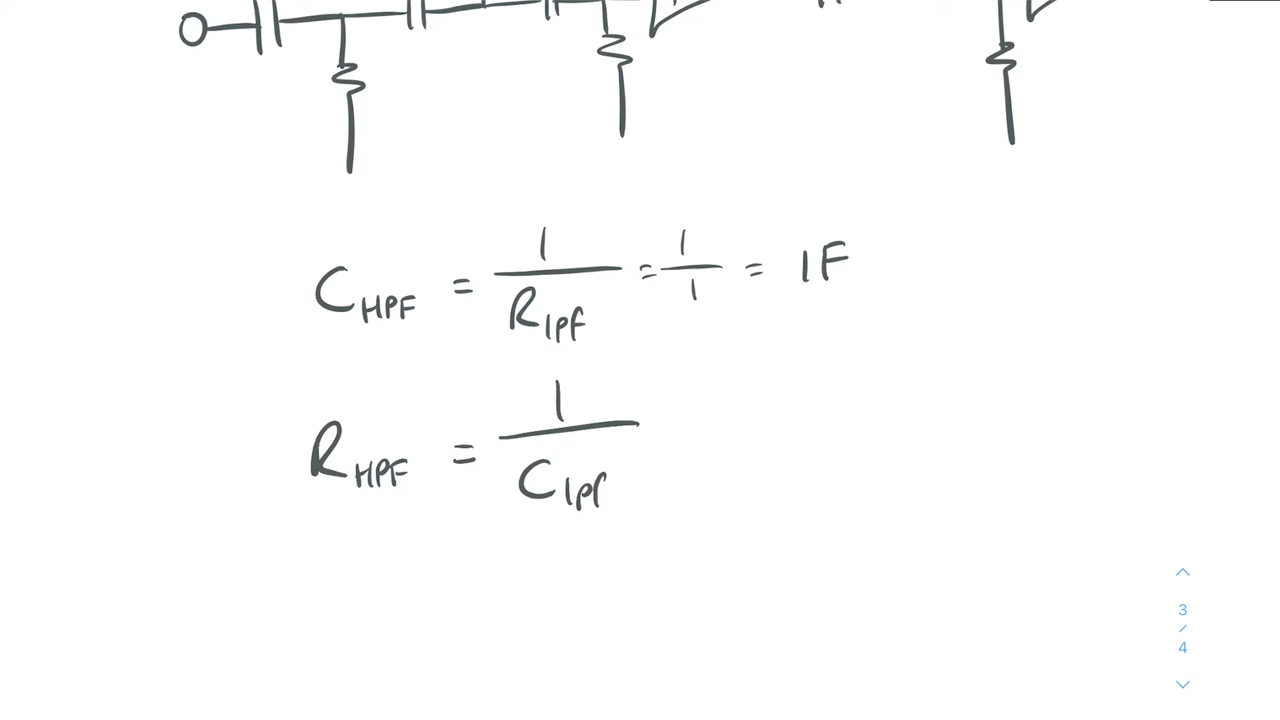 C_HPF = 1/R_lpf = 1/1 = 1F
R_HPF = 1/C_lpf
3
/
4